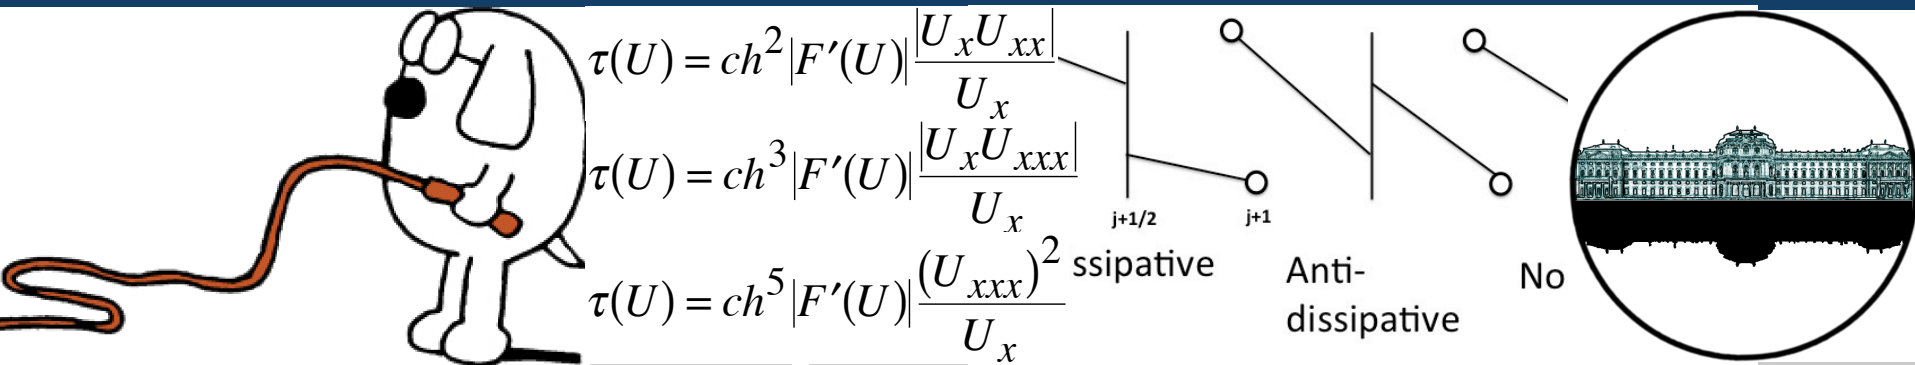 τ(U) = ch²|F′(U)| |U_x U_xx| / U_x
τ(U) = ch³|F′(U)| |U_x U_xxx| / U_x
τ(U) = ch⁵|F′(U)| (U_xxx)² / U_x
j+1/2 j+1
ssipative
Anti-
dissipative
No